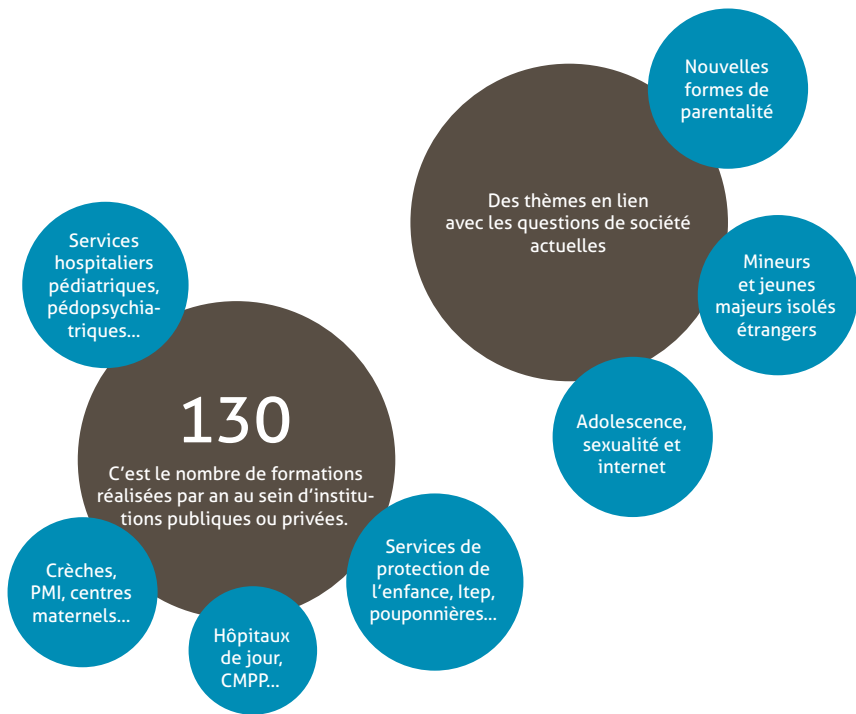 Nouvelles
formes de
parentalité
Des thèmes en lien
avec les questions de société
actuelles
Mineurs
et jeunes
majeurs isolés
étrangers
Adolescence,
sexualité et
internet
Services
hospitaliers
pédiatriques,
pédopsychia-
triques...
130
C’est le nombre de formations
réalisées par an au sein d’institu-
tions publiques ou privées.
Crèches,
PMI, centres
maternels...
Hôpitaux
de jour,
CMPP...
Services de
protection de
l’enfance, Itep,
pouponnières...